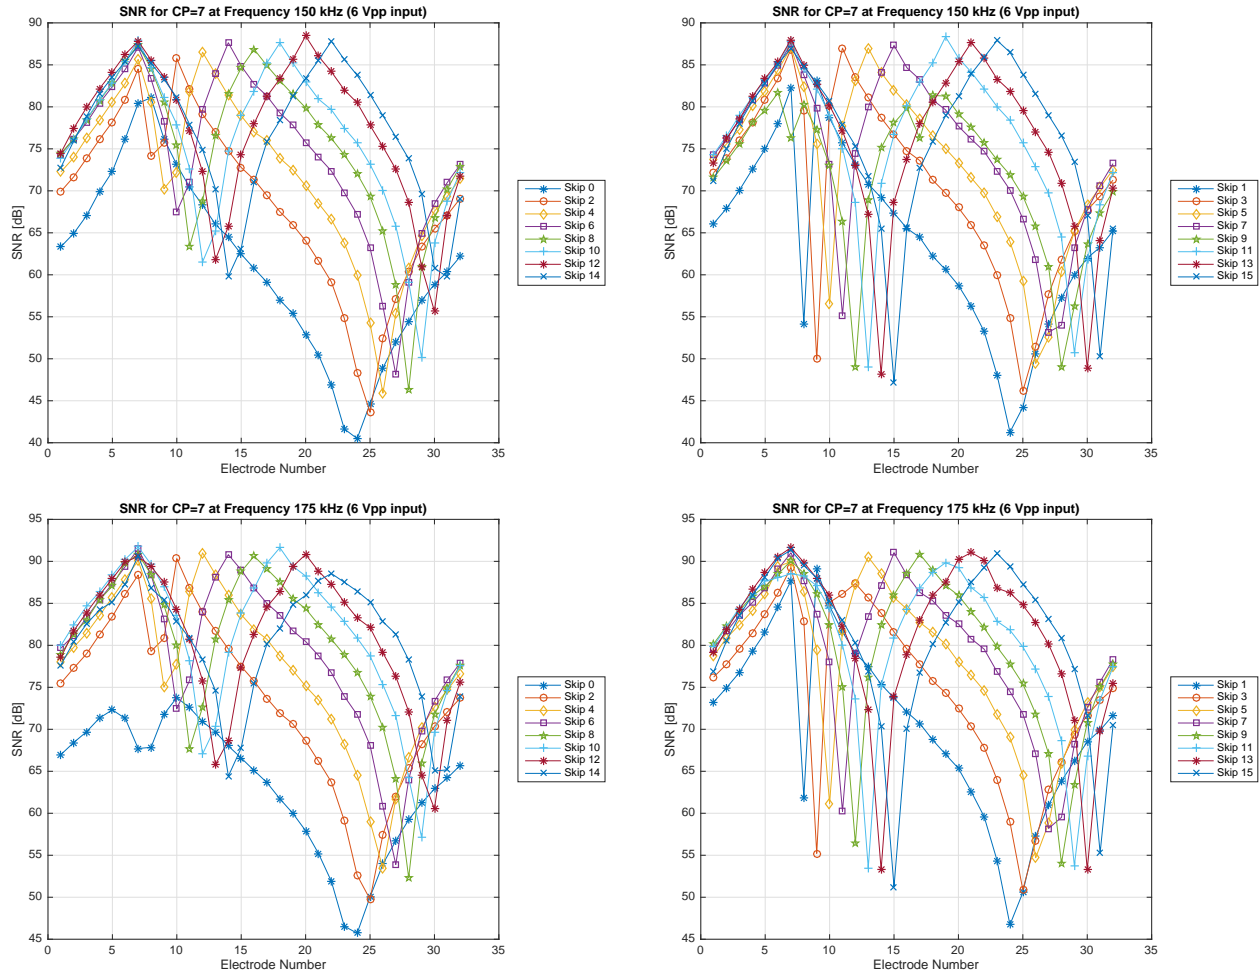 SNR for CP=7 at Frequency 150 kHz (6 Vpp input)
SNR [dB]
90
85
80
75
70
65
60
55
50
45
40
0 5 10 15 20 25 30 35
Electrode Number
Skip 0
Skip 2
Skip 4
Skip 6
Skip 8
Skip 10
Skip 12
Skip 14
SNR for CP=7 at Frequency 150 kHz (6 Vpp input)
SNR [dB]
90
85
80
75
70
65
60
55
50
45
40
0 5 10 15 20 25 30 35
Electrode Number
Skip 1
Skip 3
Skip 5
Skip 7
Skip 9
Skip 11
Skip 13
Skip 15
SNR for CP=7 at Frequency 175 kHz (6 Vpp input)
SNR [dB]
95
90
85
80
75
70
65
60
55
50
45
0 5 10 15 20 25 30 35
Electrode Number
Skip 0
Skip 2
Skip 4
Skip 6
Skip 8
Skip 10
Skip 12
Skip 14
SNR for CP=7 at Frequency 175 kHz (6 Vpp input)
SNR [dB]
95
90
85
80
75
70
65
60
55
50
45
0 5 10 15 20 25 30 35
Electrode Number
Skip 1
Skip 3
Skip 5
Skip 7
Skip 9
Skip 11
Skip 13
Skip 15